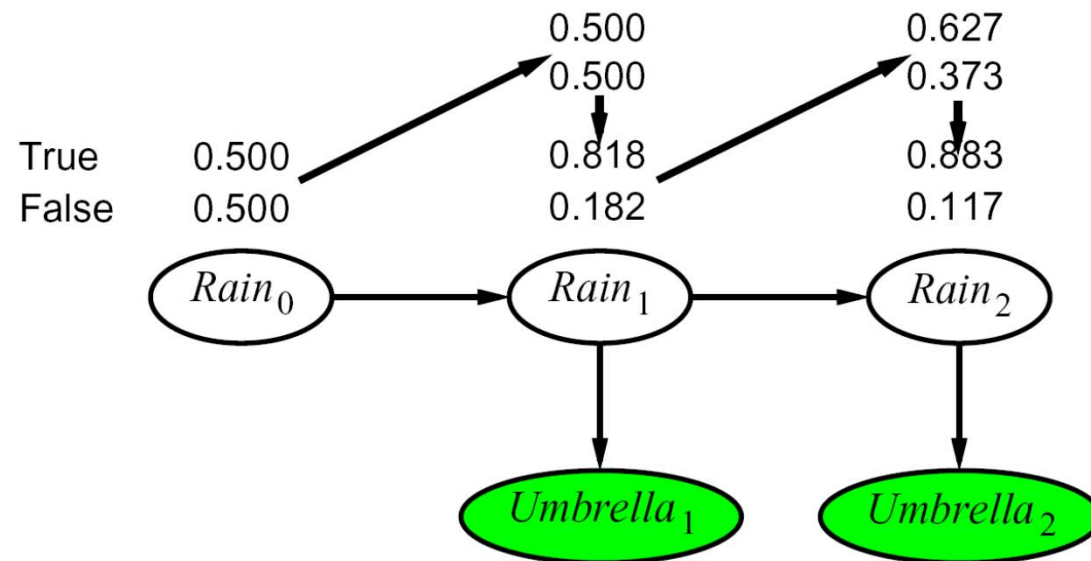 0.500 0.627
0.500 0.373
True 0.500 0.818 0.883
False 0.500 0.182 0.117
Rain0 Rain1 Rain2
Umbrella1 Umbrella2